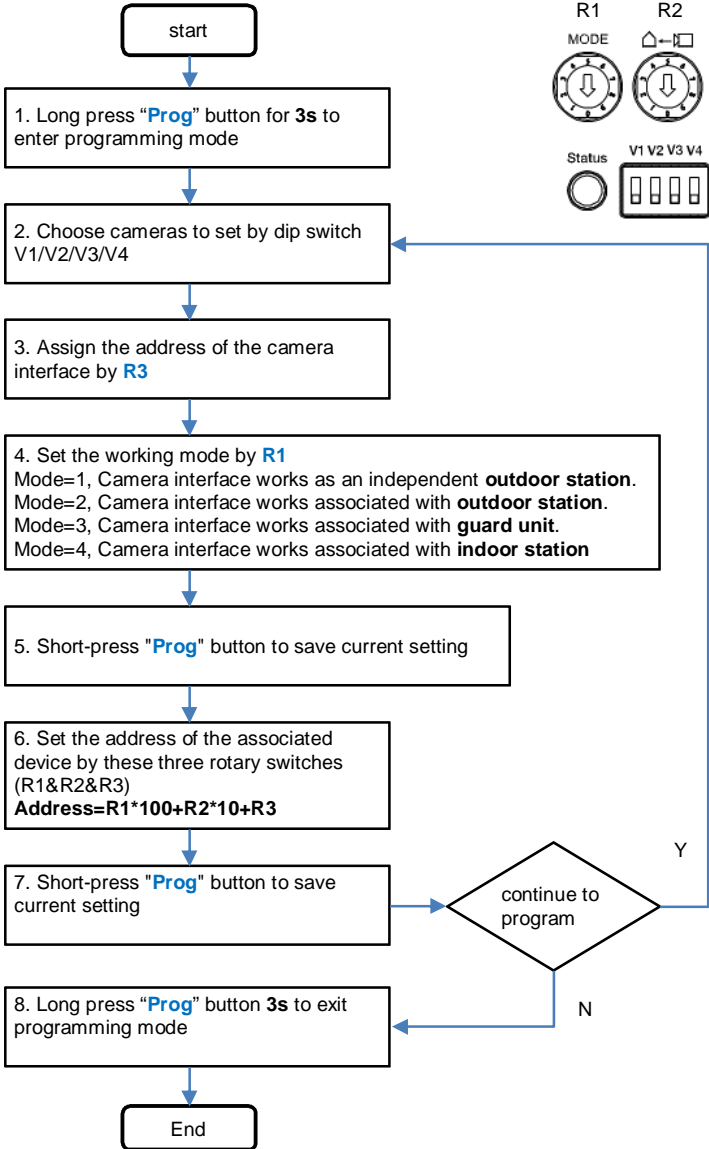 start
R1
R2
MODE
Status
V1 V2 V3 V4
1. Long press “Prog” button for 3s to
enter programming mode
2. Choose cameras to set by dip switch
V1/V2/V3/V4
3. Assign the address of the camera
interface by R3
4. Set the working mode by R1
Mode=1, Camera interface works as an independent outdoor station.
Mode=2, Camera interface works associated with outdoor station.
Mode=3, Camera interface works associated with guard unit.
Mode=4, Camera interface works associated with indoor station
5. Short-press "Prog" button to save current setting
6. Set the address of the associated
device by these three rotary switches
(R1&R2&R3)
Address=R1*100+R2*10+R3
7. Short-press "Prog" button to save
current setting
continue to
program
Y
N
8. Long press “Prog” button 3s to exit
programming mode
End